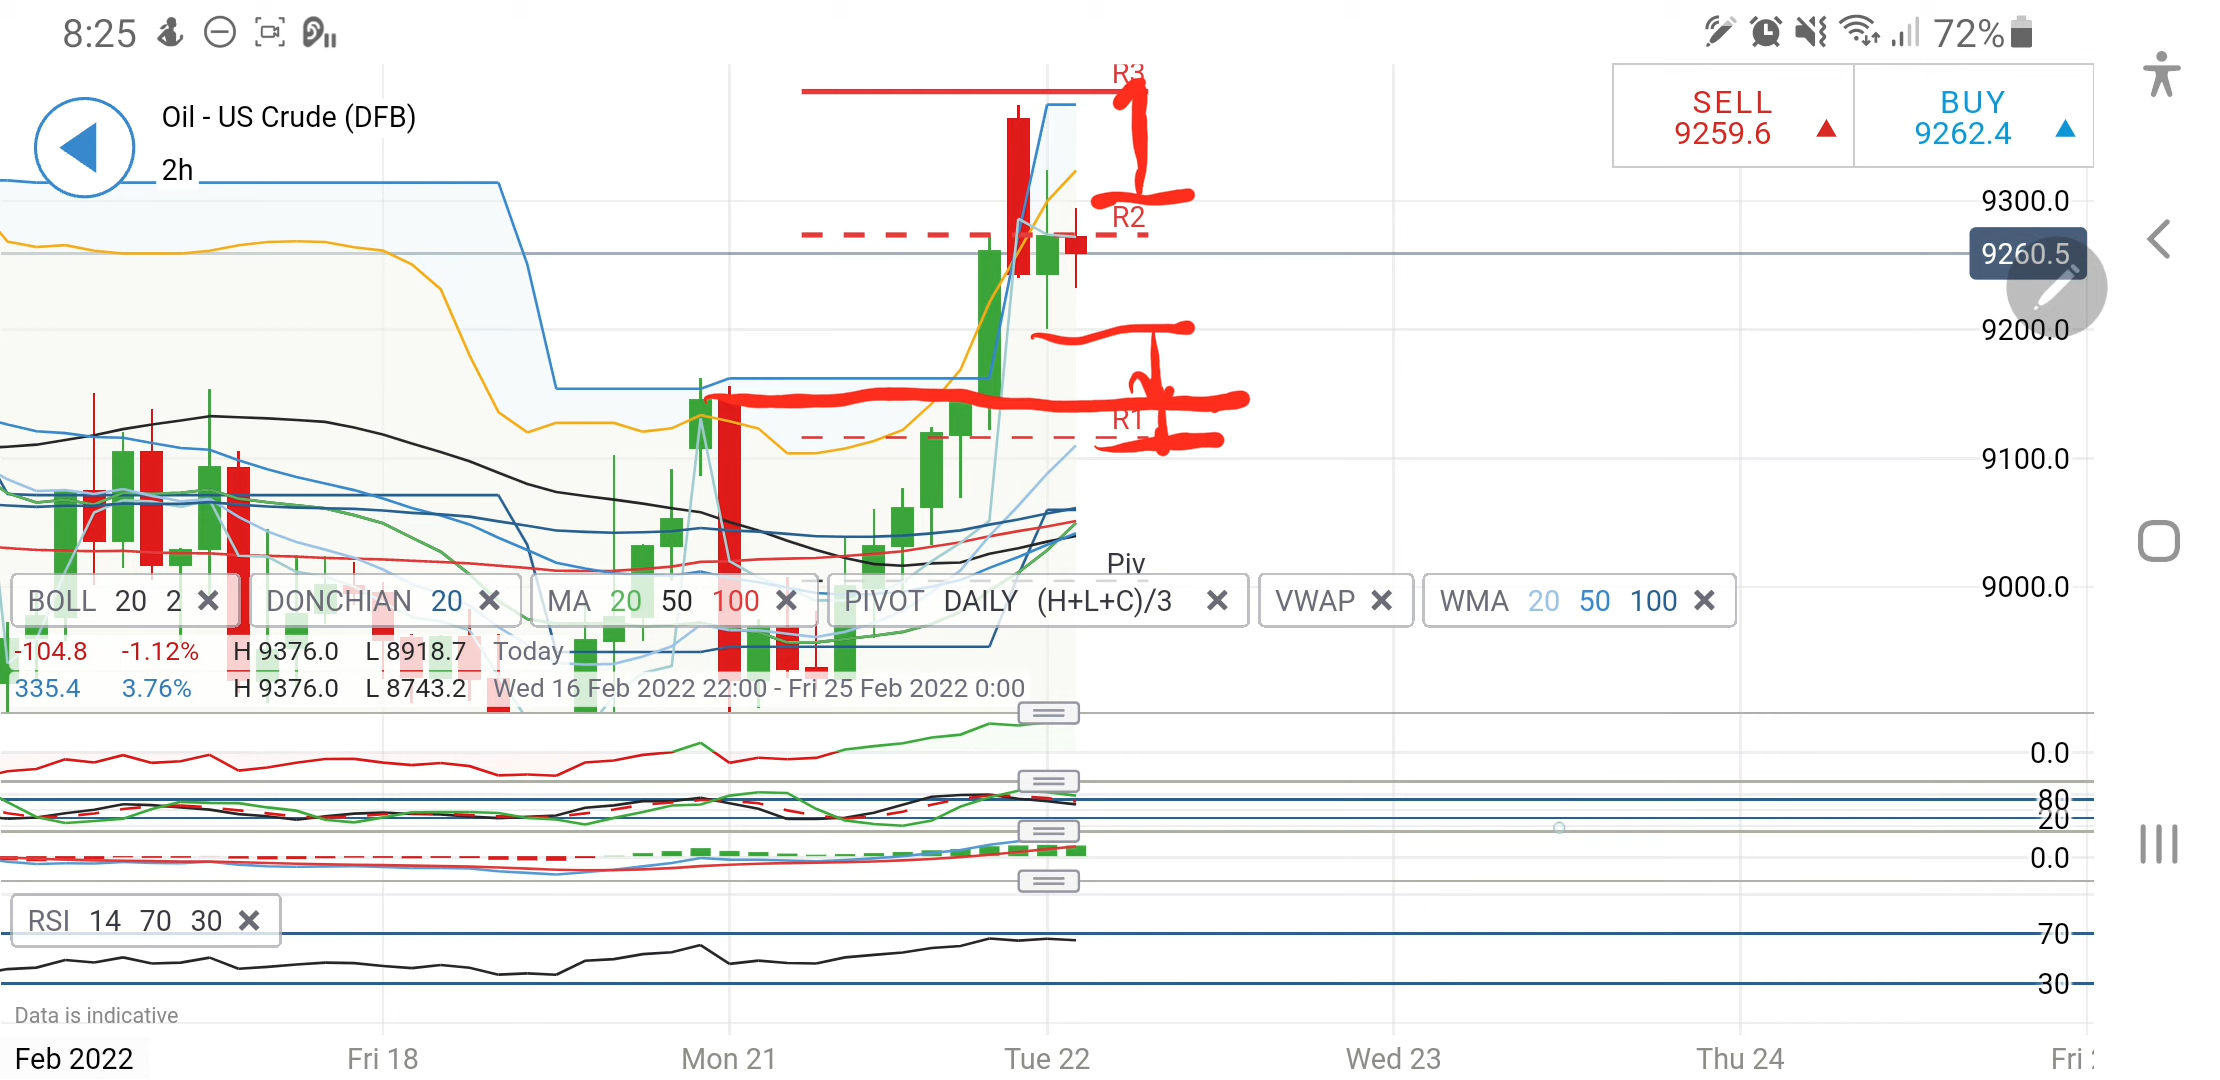 8:25
72%
Oil - US Crude (DFB)
2h
SELL
9259.6
BUY
9262.4
R3
R2
R1
Piv
9300.0
9260.5
9200.0
9100.0
9000.0
BOLL 20 2
DONCHIAN 20
MA 20 50 100
PIVOT DAILY (H+L+C)/3
VWAP
WMA 20 50 100
-104.8 -1.12% H 9376.0 L 8918.7 Today
335.4 3.76% H 9376.0 L 8743.2 Wed 16 Feb 2022 22:00 - Fri 25 Feb 2022 0:00
0.0
80
20
0.0
RSI 14 70 30
70
30
Data is indicative
Feb 2022 Fri 18 Mon 21 Tue 22 Wed 23 Thu 24 Fri